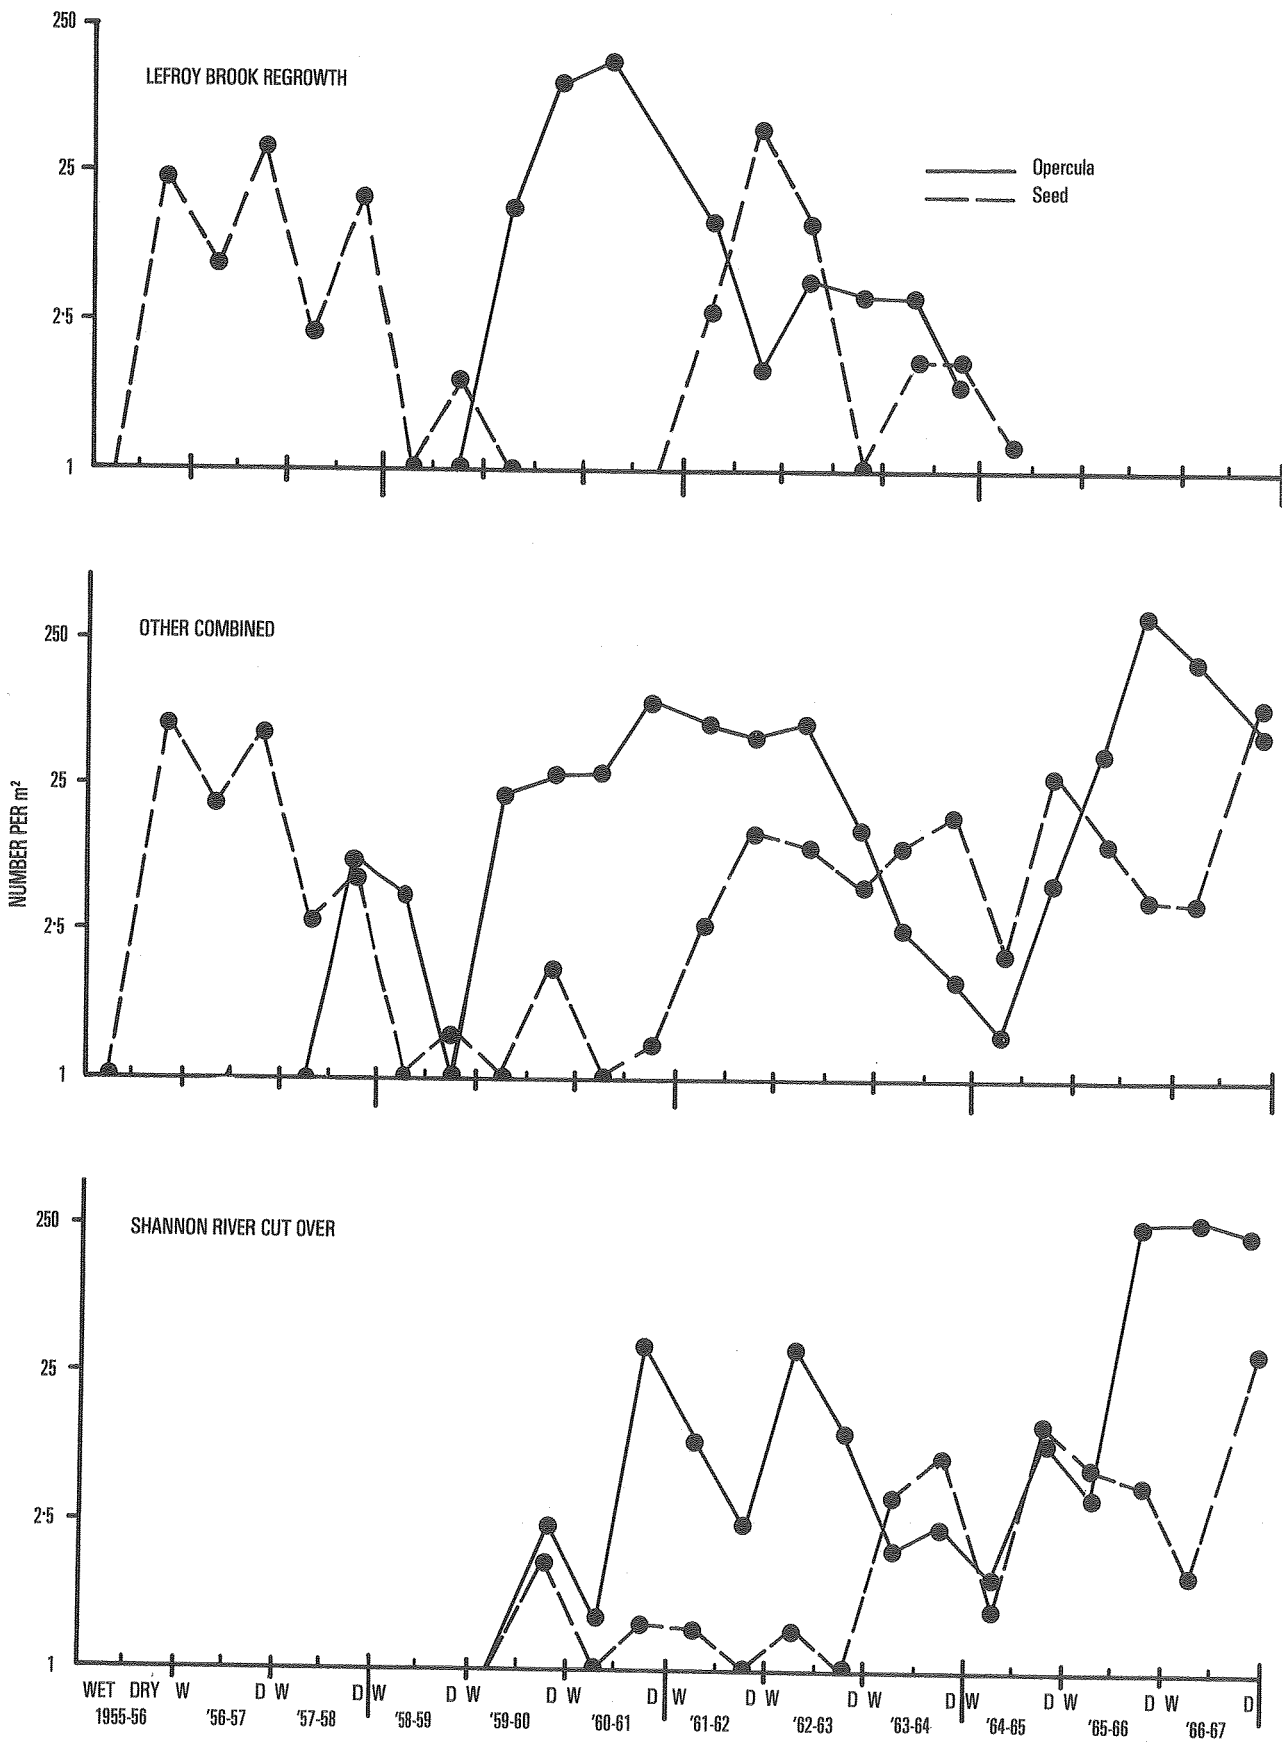 250
LEFROY BROOK REGROWTH
25
Opercula
Seed
2·5
1
250
OTHER COMBINED
25
NUMBER PER m²
2·5
1
250
SHANNON RIVER CUT OVER
25
2·5
1
WET DRY W D W D W D W D W D W D W D W D W D W D W D
1955-56 '56-57 '57-58 '58-59 '59-60 '60-61 '61-62 '62-63 '63-64 '64-65 '65-66 '66-67